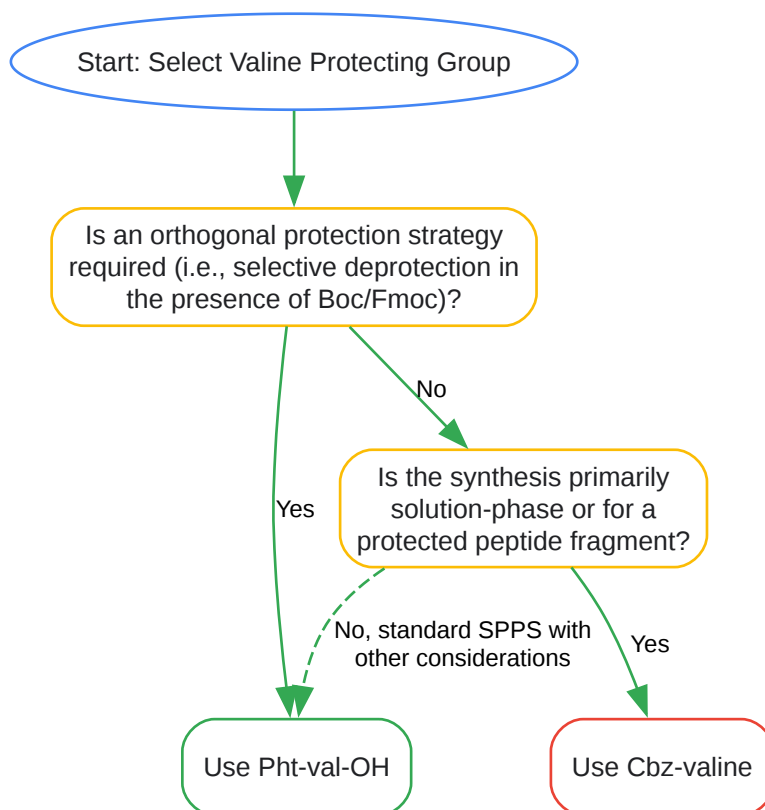 Start: Select Valine Protecting Group
Is an orthogonal protection strategy
required (i.e., selective deprotection in
the presence of Boc/Fmoc)?
No
Is the synthesis primarily
solution-phase or for a
protected peptide fragment?
Yes
No, standard SPPS with
other considerations
Yes
Use Pht-val-OH
Use Cbz-valine